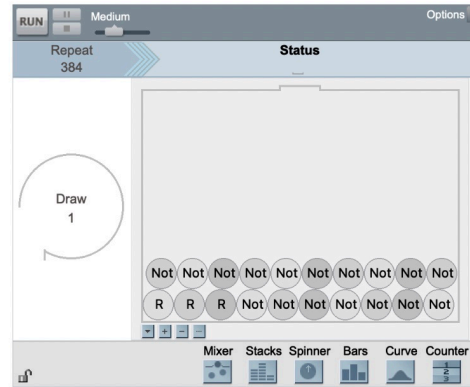 RUN Medium Options
Repeat Status
384
Draw
1
Not Not Not Not Not Not Not Not Not Not
R R R Not Not Not Not Not Not Not
Mixer Stacks Spinner Bars Curve Counter
1
2
3